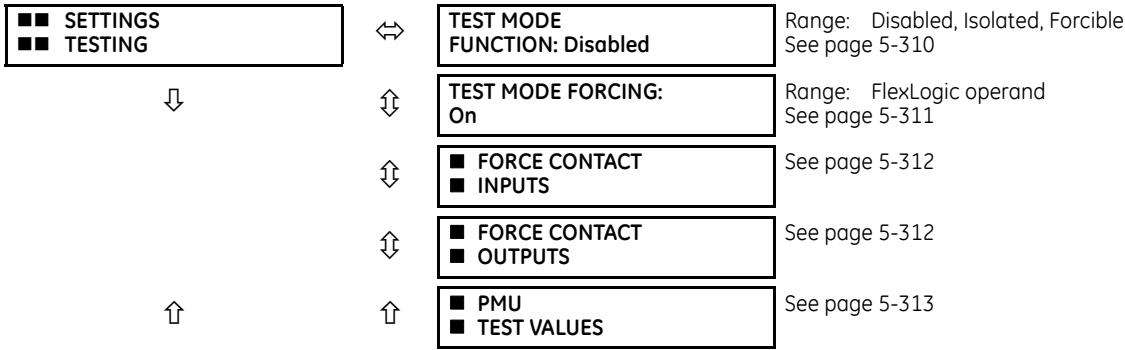 ■■ SETTINGS
■■ TESTING
TEST MODE
FUNCTION: Disabled
Range: Disabled, Isolated, Forcible
See page 5-310
TEST MODE FORCING:
On
Range: FlexLogic operand
See page 5-311
■ FORCE CONTACT
■ INPUTS
See page 5-312
■ FORCE CONTACT
■ OUTPUTS
See page 5-312
■ PMU
■ TEST VALUES
See page 5-313